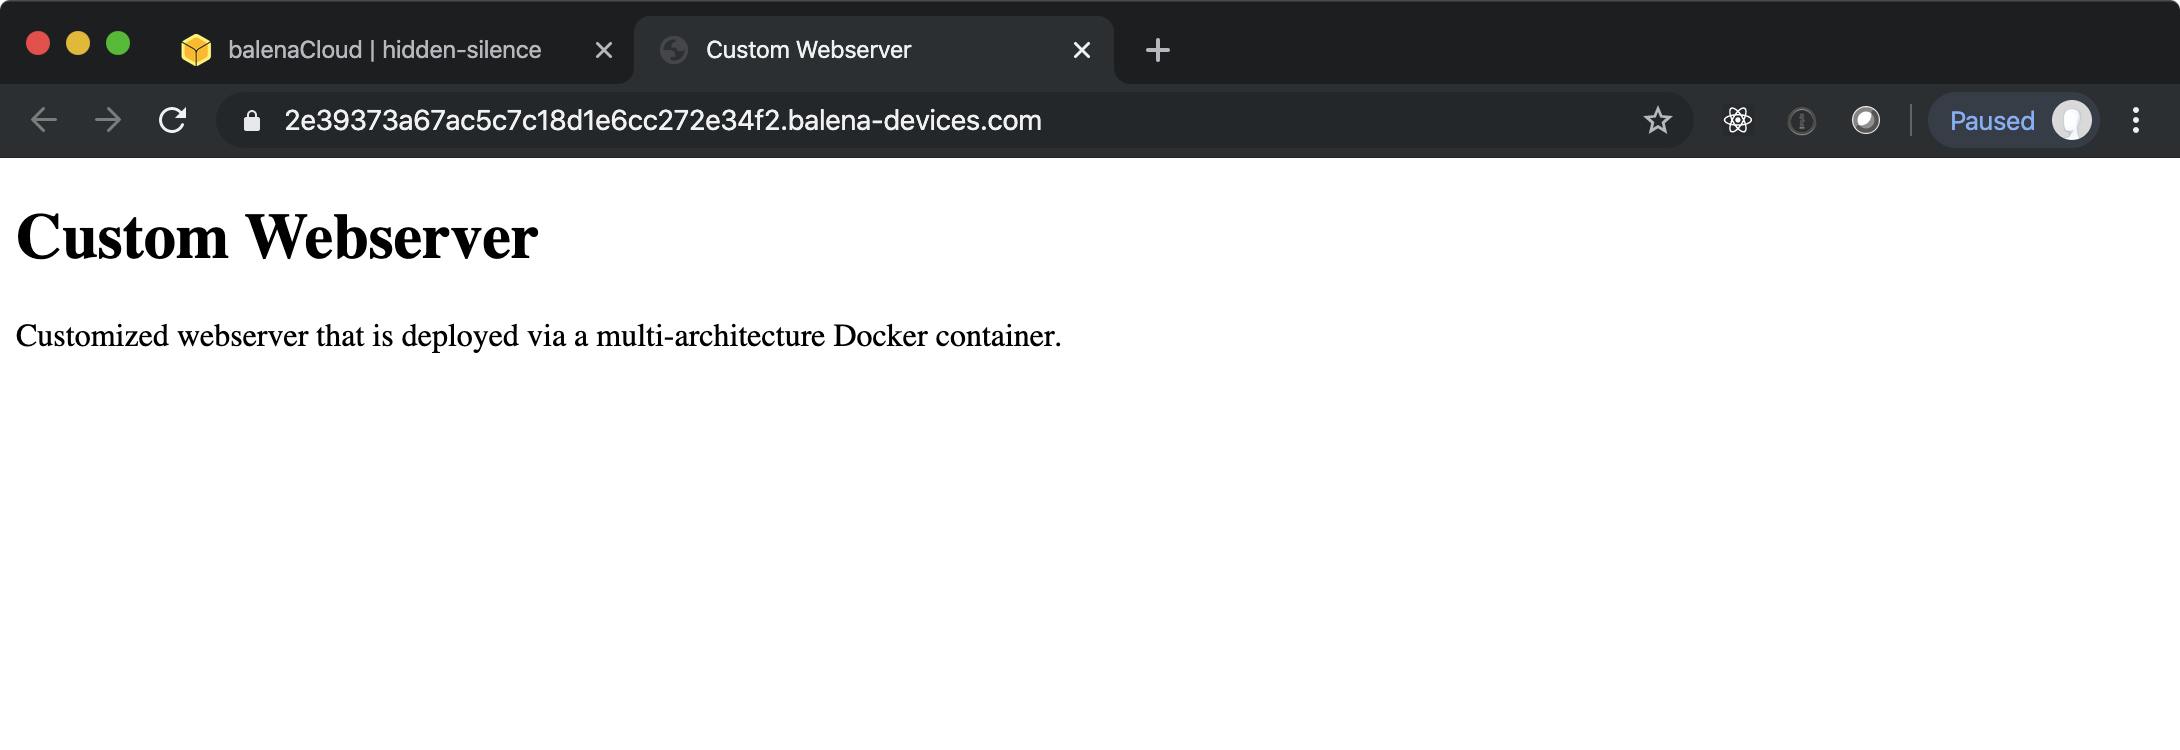 balenaCloud | hidden-silence
Custom Webserver
2e39373a67ac5c7c18d1e6cc272e34f2.balena-devices.com
Paused
Custom Webserver
Customized webserver that is deployed via a multi-architecture Docker container.